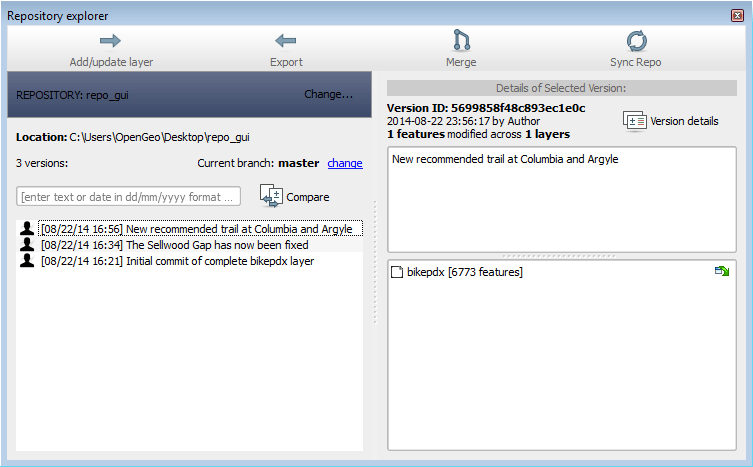 Repository explorer
Add/update layer
Export
Merge
Sync Repo
REPOSITORY: repo_gui
Change...
Location: C:\Users\OpenGeo\Desktop\repo_gui
3 versions:
Current branch: master change
[enter text or date in dd/mm/yyyy format ...
Compare
[08/22/14 16:56] New recommended trail at Columbia and Argyle
[08/22/14 16:34] The Sellwood Gap has now been fixed
[08/22/14 16:21] Initial commit of complete bikepdx layer
Details of Selected Version:
Version ID: 5699858f48c893ec1e0c
2014-08-22 23:56:17 by Author
1 features modified across 1 layers
Version details
New recommended trail at Columbia and Argyle
bikepdx [6773 features]